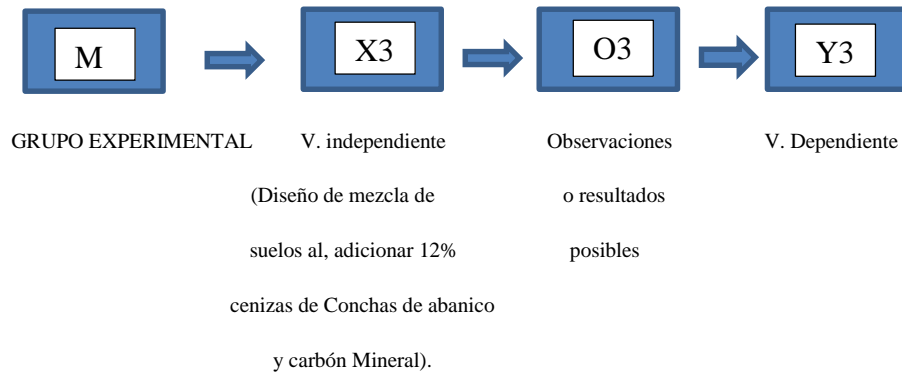 M X3 O3 Y3
GRUPO EXPERIMENTAL V. independiente Observaciones V. Dependiente
(Diseño de mezcla de o resultados
suelos al, adicionar 12% posibles
cenizas de Conchas de abanico
y carbón Mineral).